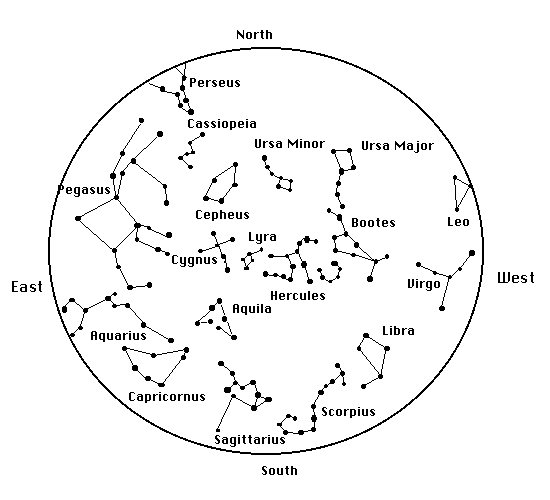 North
Perseus
Cassiopeia
Ursa Minor
Ursa Major
Pegasus
Cepheus
Leo
Bootes
Lyra
Cygnus
East
West
Virgo
Hercules
Aquila
Aquarius
Libra
Capricornus
Scorpius
Sagittarius
South